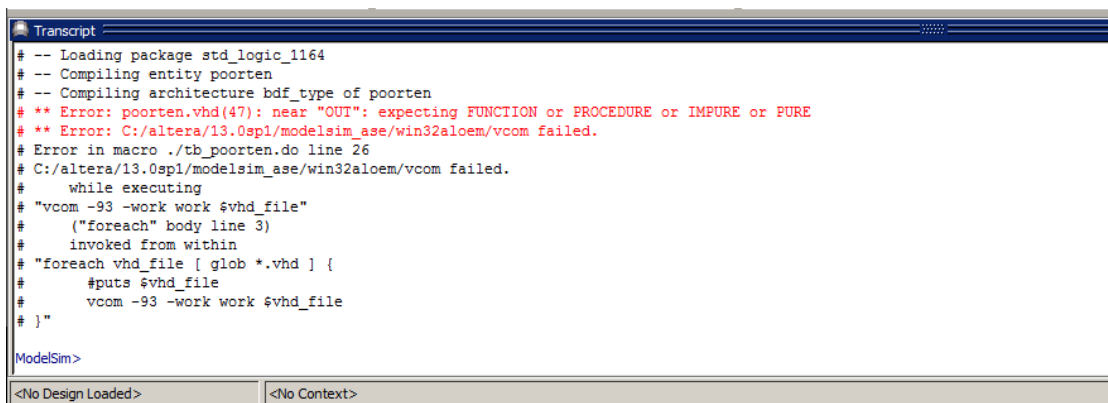 Transcript
# -- Loading package std_logic_1164
# -- Compiling entity poorten
# -- Compiling architecture bdf_type of poorten
# ** Error: poorten.vhd(47): near "OUT": expecting FUNCTION or PROCEDURE or IMPURE or PURE
# ** Error: C:/altera/13.0sp1/modelsim_ase/win32aloem/vcom failed.
# Error in macro ./tb_poorten.do line 26
# C:/altera/13.0sp1/modelsim_ase/win32aloem/vcom failed.
#     while executing
# "vcom -93 -work work $vhd_file"
#     ("foreach" body line 3)
#     invoked from within
# "foreach vhd_file [ glob *.vhd ] {
#       #puts $vhd_file
#       vcom -93 -work work $vhd_file
# }"
ModelSim>
<No Design Loaded> <No Context>